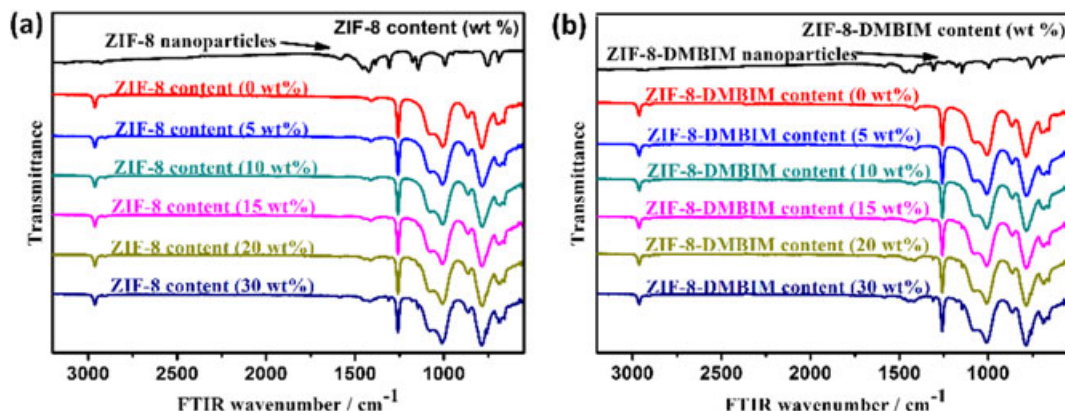 (a)
ZIF-8 content (wt %)
ZIF-8 nanoparticles
ZIF-8 content (0 wt%)
ZIF-8 content (5 wt%)
ZIF-8 content (10 wt%)
ZIF-8 content (15 wt%)
ZIF-8 content (20 wt%)
ZIF-8 content (30 wt%)
Transmittance
3000 2500 2000 1500 1000
FTIR wavenumber / cm⁻¹
(b)
ZIF-8-DMBIM content (wt %)
ZIF-8-DMBIM nanoparticles
ZIF-8-DMBIM content (0 wt%)
ZIF-8-DMBIM content (5 wt%)
ZIF-8-DMBIM content (10 wt%)
ZIF-8-DMBIM content (15 wt%)
ZIF-8-DMBIM content (20 wt%)
ZIF-8-DMBIM content (30 wt%)
Transmittance
3000 2500 2000 1500 1000
FTIR wavenumber / cm⁻¹